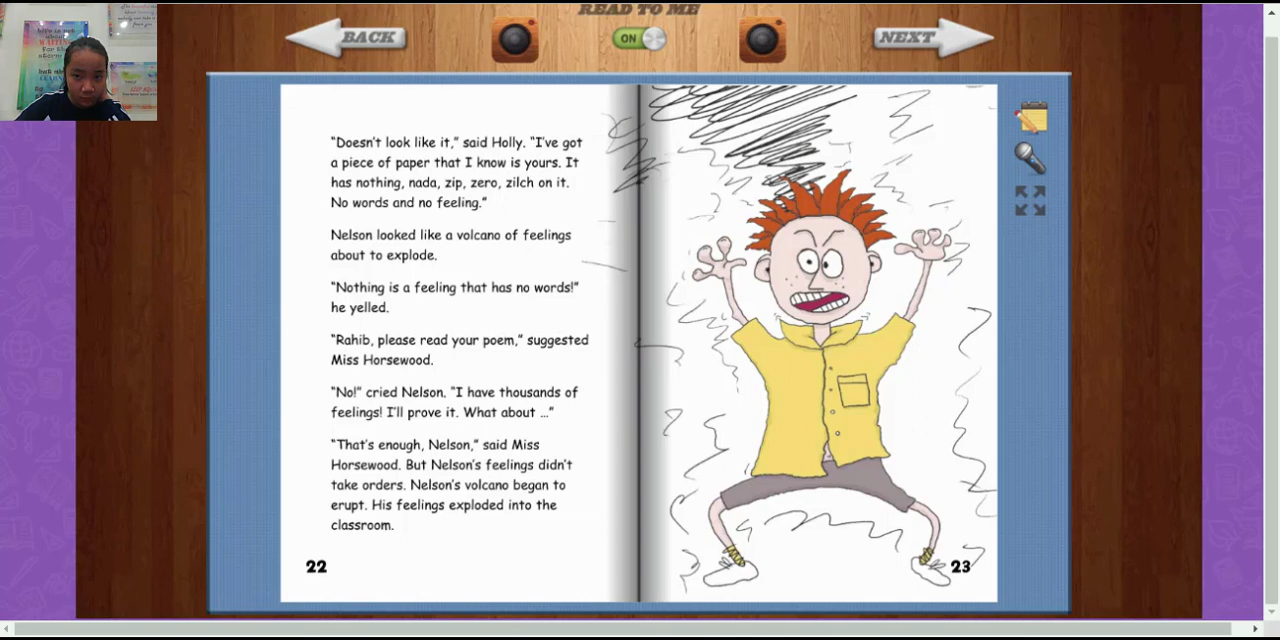 READ TO ME
BACK
ON
NEXT
"Doesn't look like it," said Holly. "I've got
a piece of paper that I know is yours. It
has nothing, nada, zip, zero, zilch on it.
No words and no feeling."
Nelson looked like a volcano of feelings
about to explode.
"Nothing is a feeling that has no words!"
he yelled.
"Rahib, please read your poem," suggested
Miss Horsewood.
"No!" cried Nelson. "I have thousands of
feelings! I'll prove it. What about ..."
"That's enough, Nelson," said Miss
Horsewood. But Nelson's feelings didn't
take orders. Nelson's volcano began to
erupt. His feelings exploded into the
classroom.
22
23